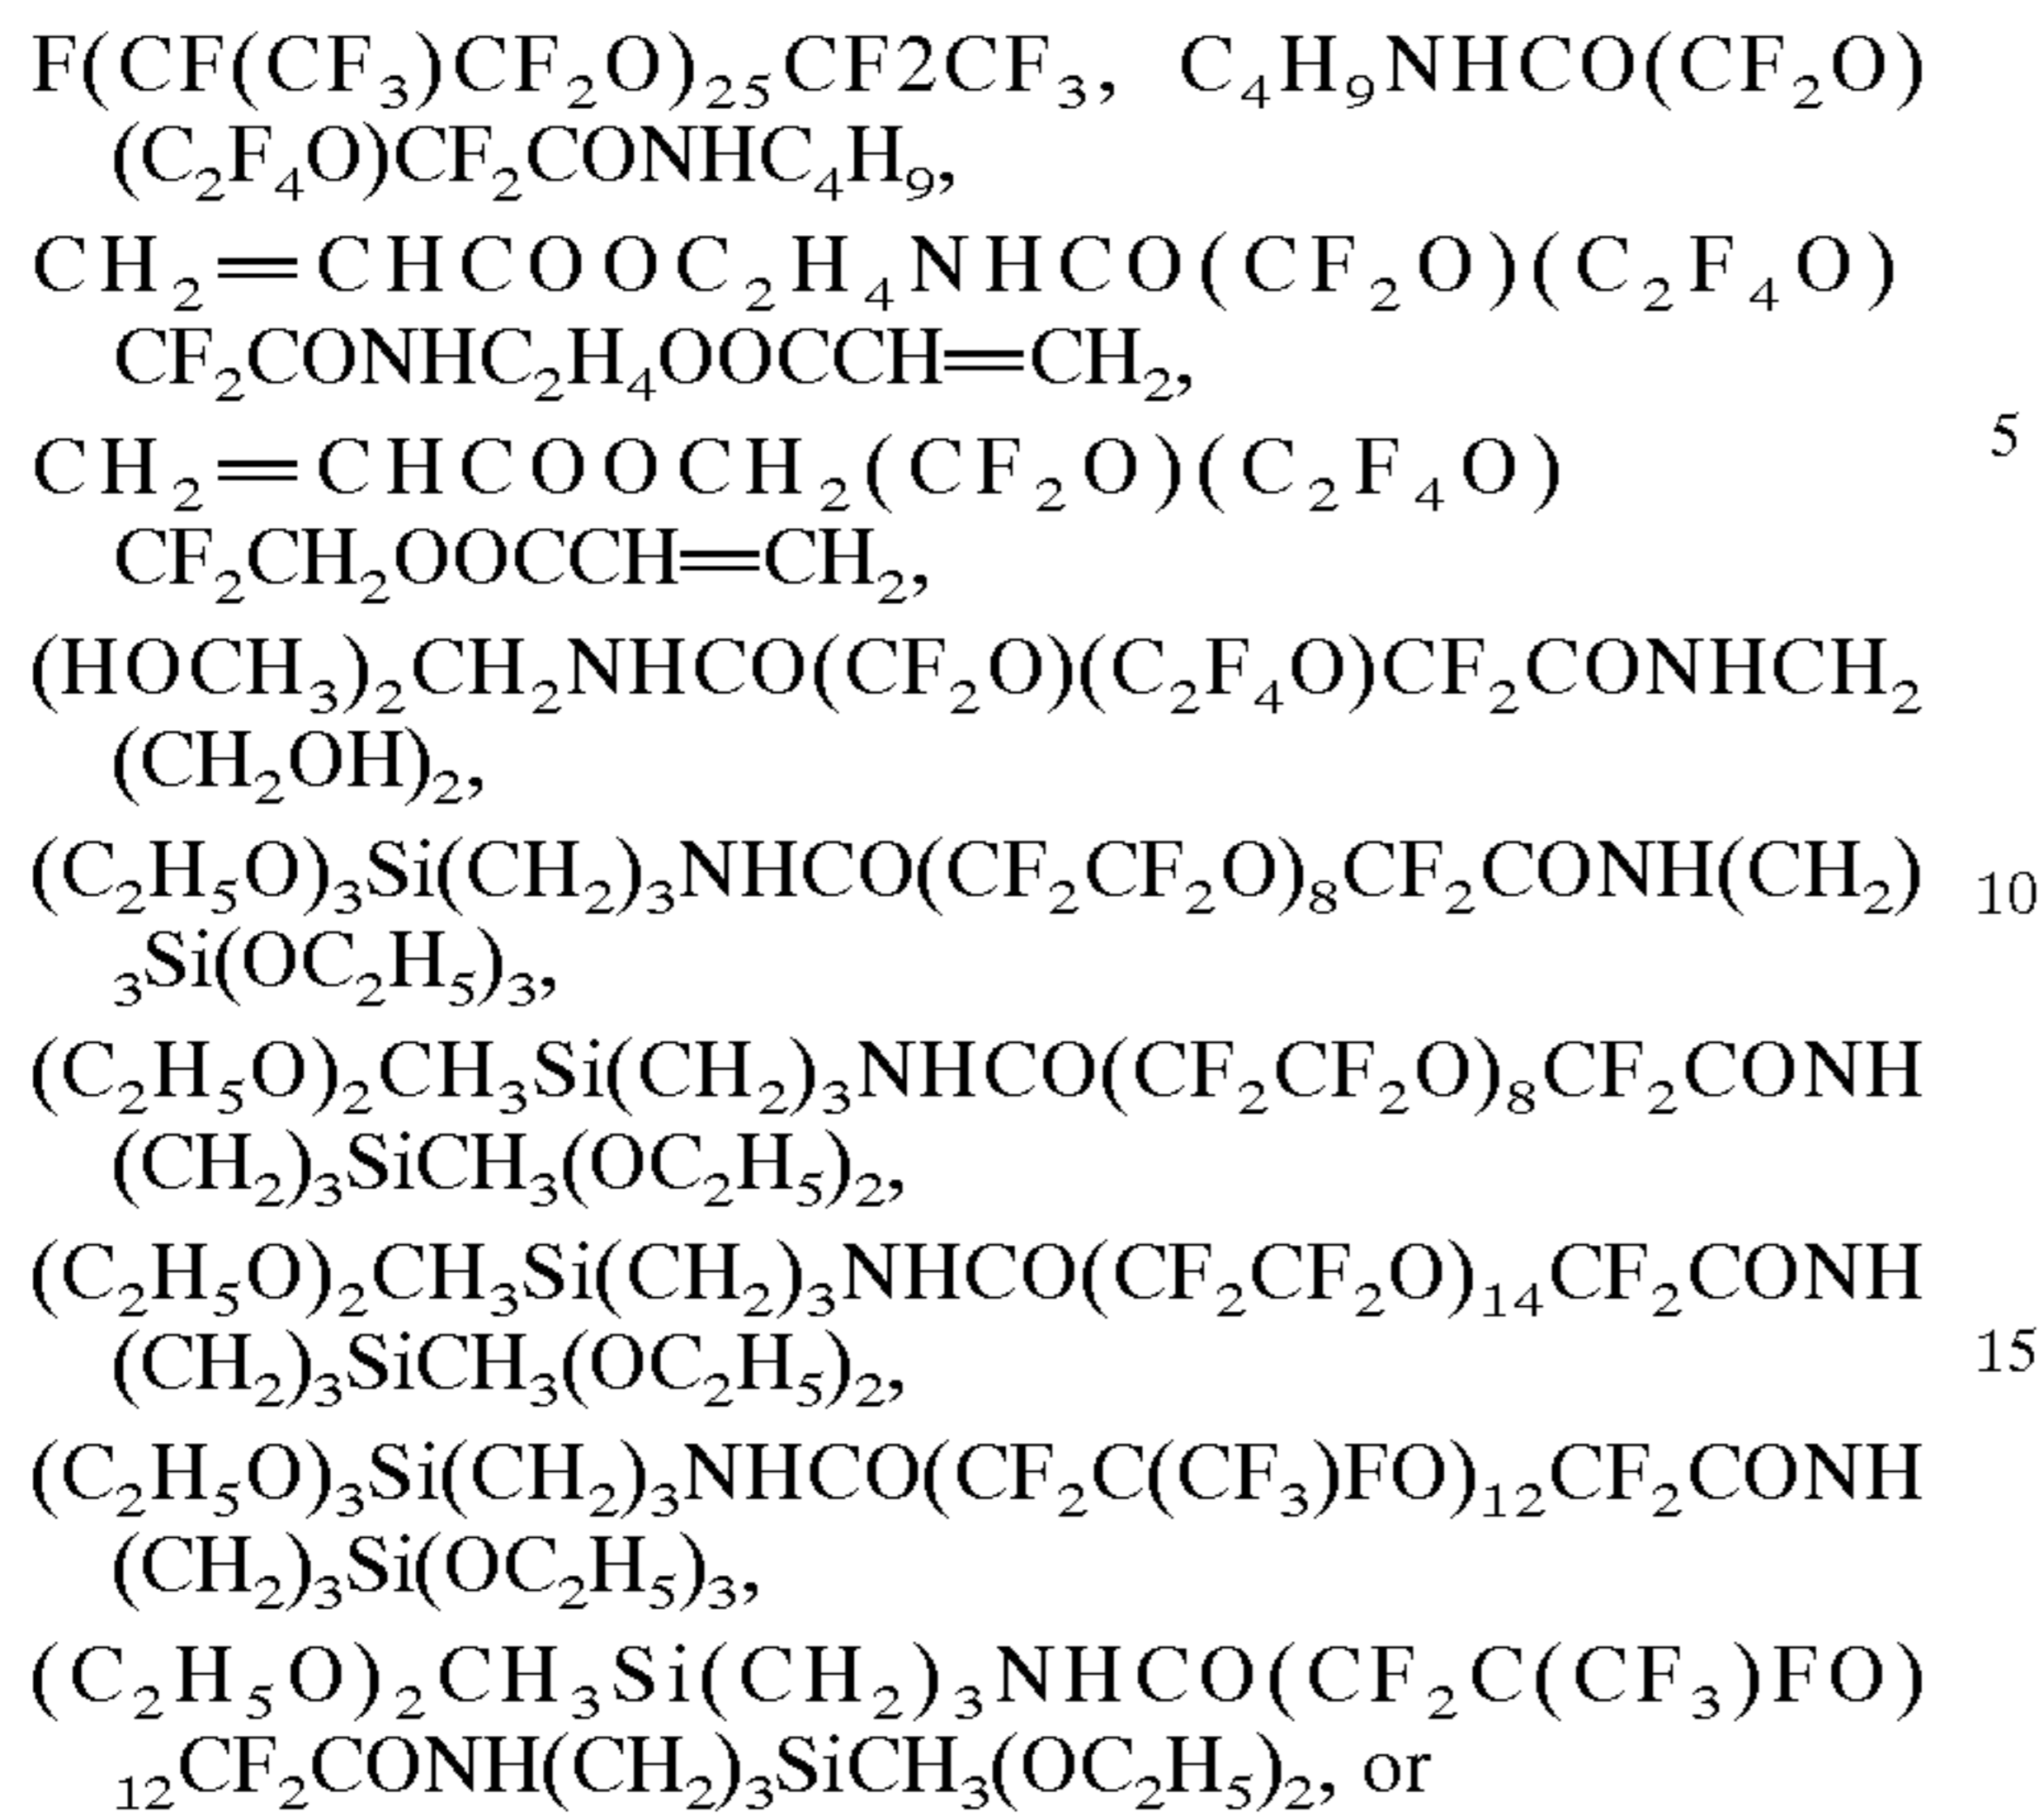 F(CF(CF₃)CF₂O)₂₅CF2CF₃, C₄H₉NHCO(CF₂O)
(C₂F₄O)CF₂CONHC₄H₉,
CH₂=CHCOOC₂H₄NHCO(CF₂O)(C₂F₄O)
CF₂CONHC₂H₄OOCCH=CH₂,
5
CH₂=CHCOOCH₂(CF₂O)(C₂F₄O)
CF₂CH₂OOCCH=CH₂,
(HOCH₃)₂CH₂NHCO(CF₂O)(C₂F₄O)CF₂CONHCH₂
(CH₂OH)₂,
(C₂H₅O)₃Si(CH₂)₃NHCO(CF₂CF₂O)₈CF₂CONH(CH₂) 10
₃Si(OC₂H₅)₃,
(C₂H₅O)₂CH₃Si(CH₂)₃NHCO(CF₂CF₂O)₈CF₂CONH
(CH₂)₃SiCH₃(OC₂H₅)₂,
(C₂H₅O)₂CH₃Si(CH₂)₃NHCO(CF₂CF₂O)₁₄CF₂CONH
(CH₂)₃SiCH₃(OC₂H₅)₂, 15
(C₂H₅O)₃Si(CH₂)₃NHCO(CF₂C(CF₃)FO)₁₂CF₂CONH
(CH₂)₃Si(OC₂H₅)₃,
(C₂H₅O)₂CH₃Si(CH₂)₃NHCO(CF₂C(CF₃)FO)
₁₂CF₂CONH(CH₂)₃SiCH₃(OC₂H₅)₂, or